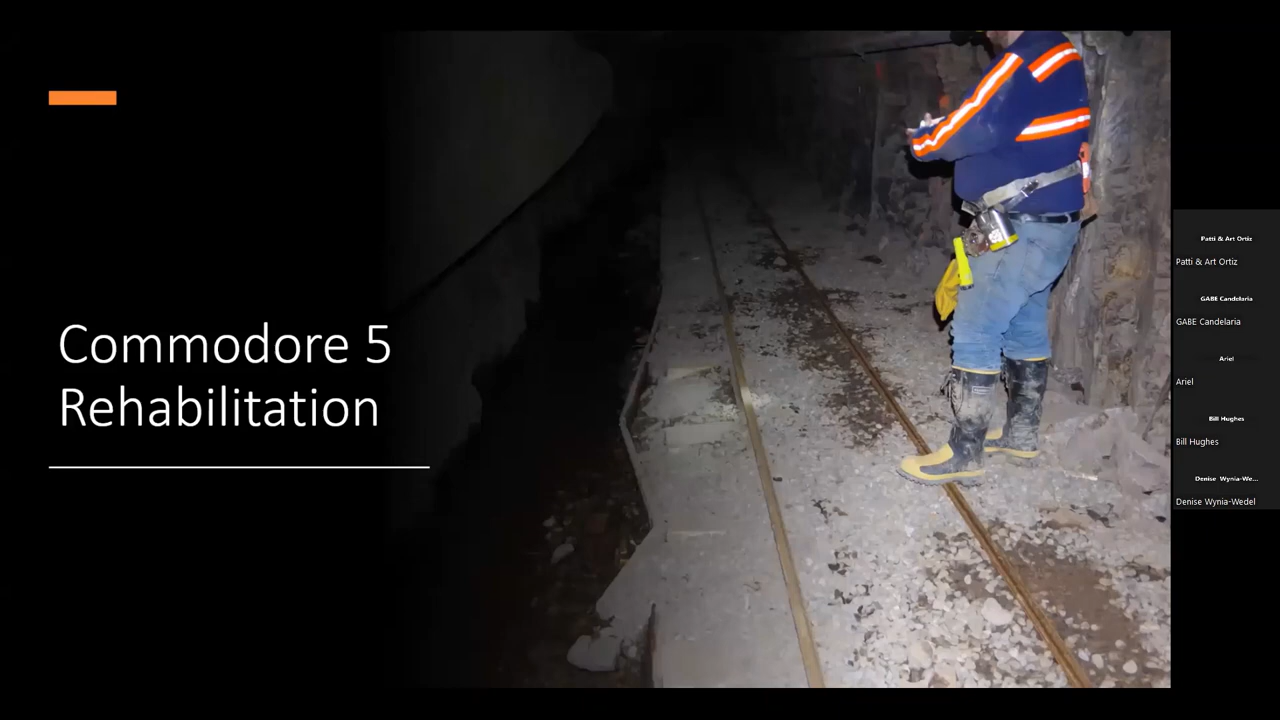 Commodore 5
Rehabilitation
Patti & Art Ortiz
Patti & Art Ortiz
GABE Candelaria
GABE Candelaria
Ariel
Ariel
Bill Hughes
Bill Hughes
Denise Wynia-We...
Denise Wynia-Wedel